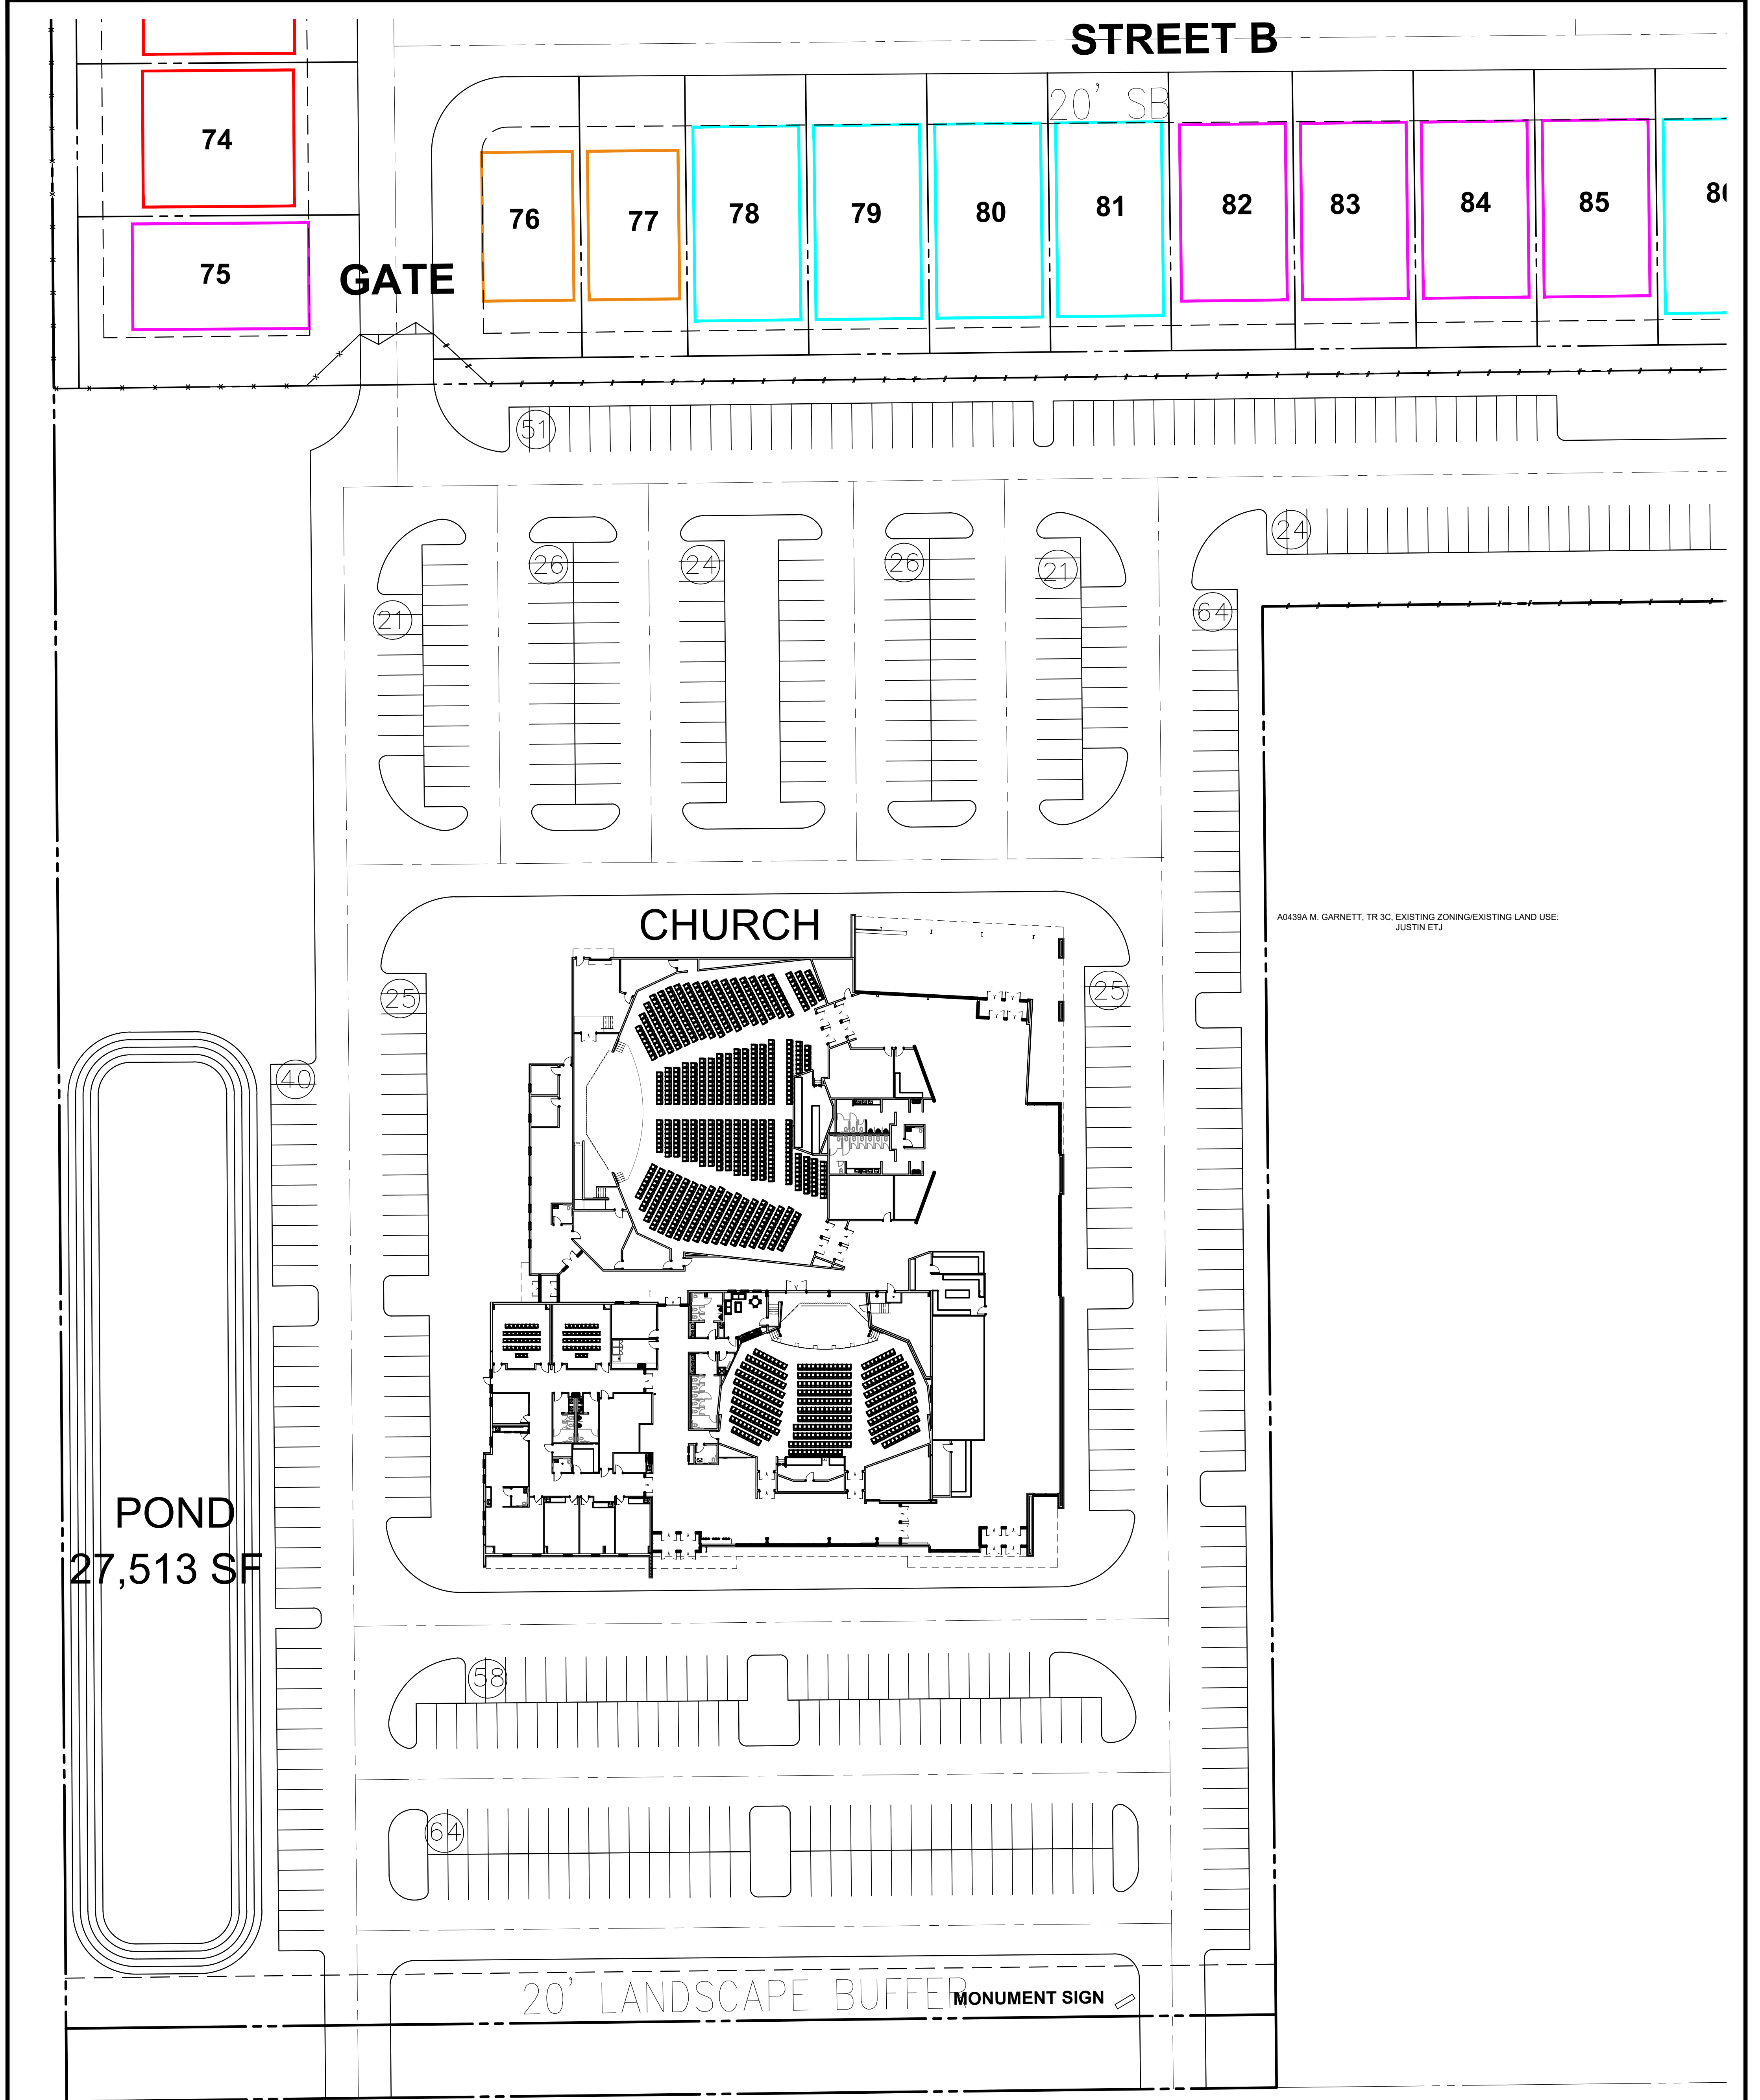 STREET B
20' SB
74
75
GATE
76
77
78
79
80
81
82
83
84
85
51
24
26
24
26
21
21
64
CHURCH
A0439A M. GARNETT, TR 3C, EXISTING ZONING/EXISTING LAND USE:
JUSTIN ETJ
25
25
40
POND
27,513 SF
58
64
20' LANDSCAPE BUFFER
MONUMENT SIGN